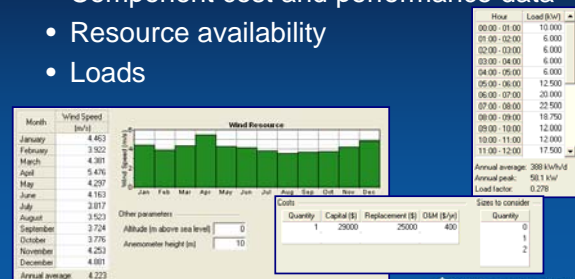 Component cost and performance data
• Resource availability
• Loads
Hour Load (kW)
00:00 - 01:00 10.000
01:00 - 02:00 6.000
02:00 - 03:00 6.000
03:00 - 04:00 6.000
04:00 - 05:00 6.000
05:00 - 06:00 12.500
06:00 - 07:00 20.000
07:00 - 08:00 22.500
08:00 - 09:00 18.750
09:00 - 10:00 12.000
10:00 - 11:00 12.000
11:00 - 12:00 17.500
Annual average: 388 kWh/d
Annual peak: 58.1 kW
Load factor: 0.278
Month Wind Speed
(m/s)
January 4.463
February 3.922
March 4.381
April 5.476
May 4.297
June 4.163
July 3.817
August 3.523
September 3.724
October 3.776
November 4.253
December 4.881
Annual average: 4.223
Wind Resource
Wind Speed (m/s)
6
4
2
0
Jan Feb Mar Apr May Jun Jul Aug Sep Oct Nov Dec
Other parameters
Altitude (m above sea level) 0
Anemometer height (m) 10
Costs
Quantity Capital ($) Replacement ($) O&M ($/yr)
1 29000 25000 400
Sizes to consider
Quantity
0
1
2